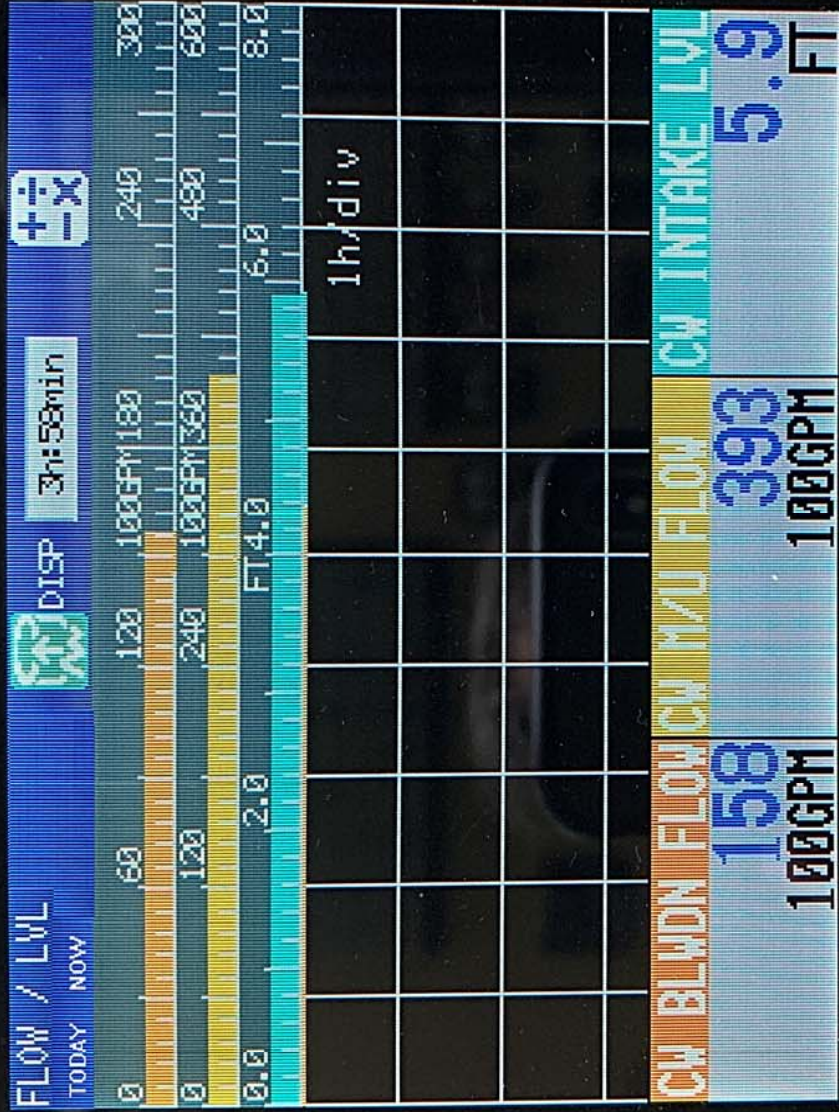 FLOW / LVL
TODAY NOW
DISP 3h:58min
0 60 120 100GPM 180 240 300
0 120 240 100GPM 360 480 600
0.0 2.0 FT 4.0 6.0 8.0
1h/div
CW BLWDN FLOW
158
100GPM
CW M/U FLOW
393
100GPM
CW INTAKE LVL
5.9
FT